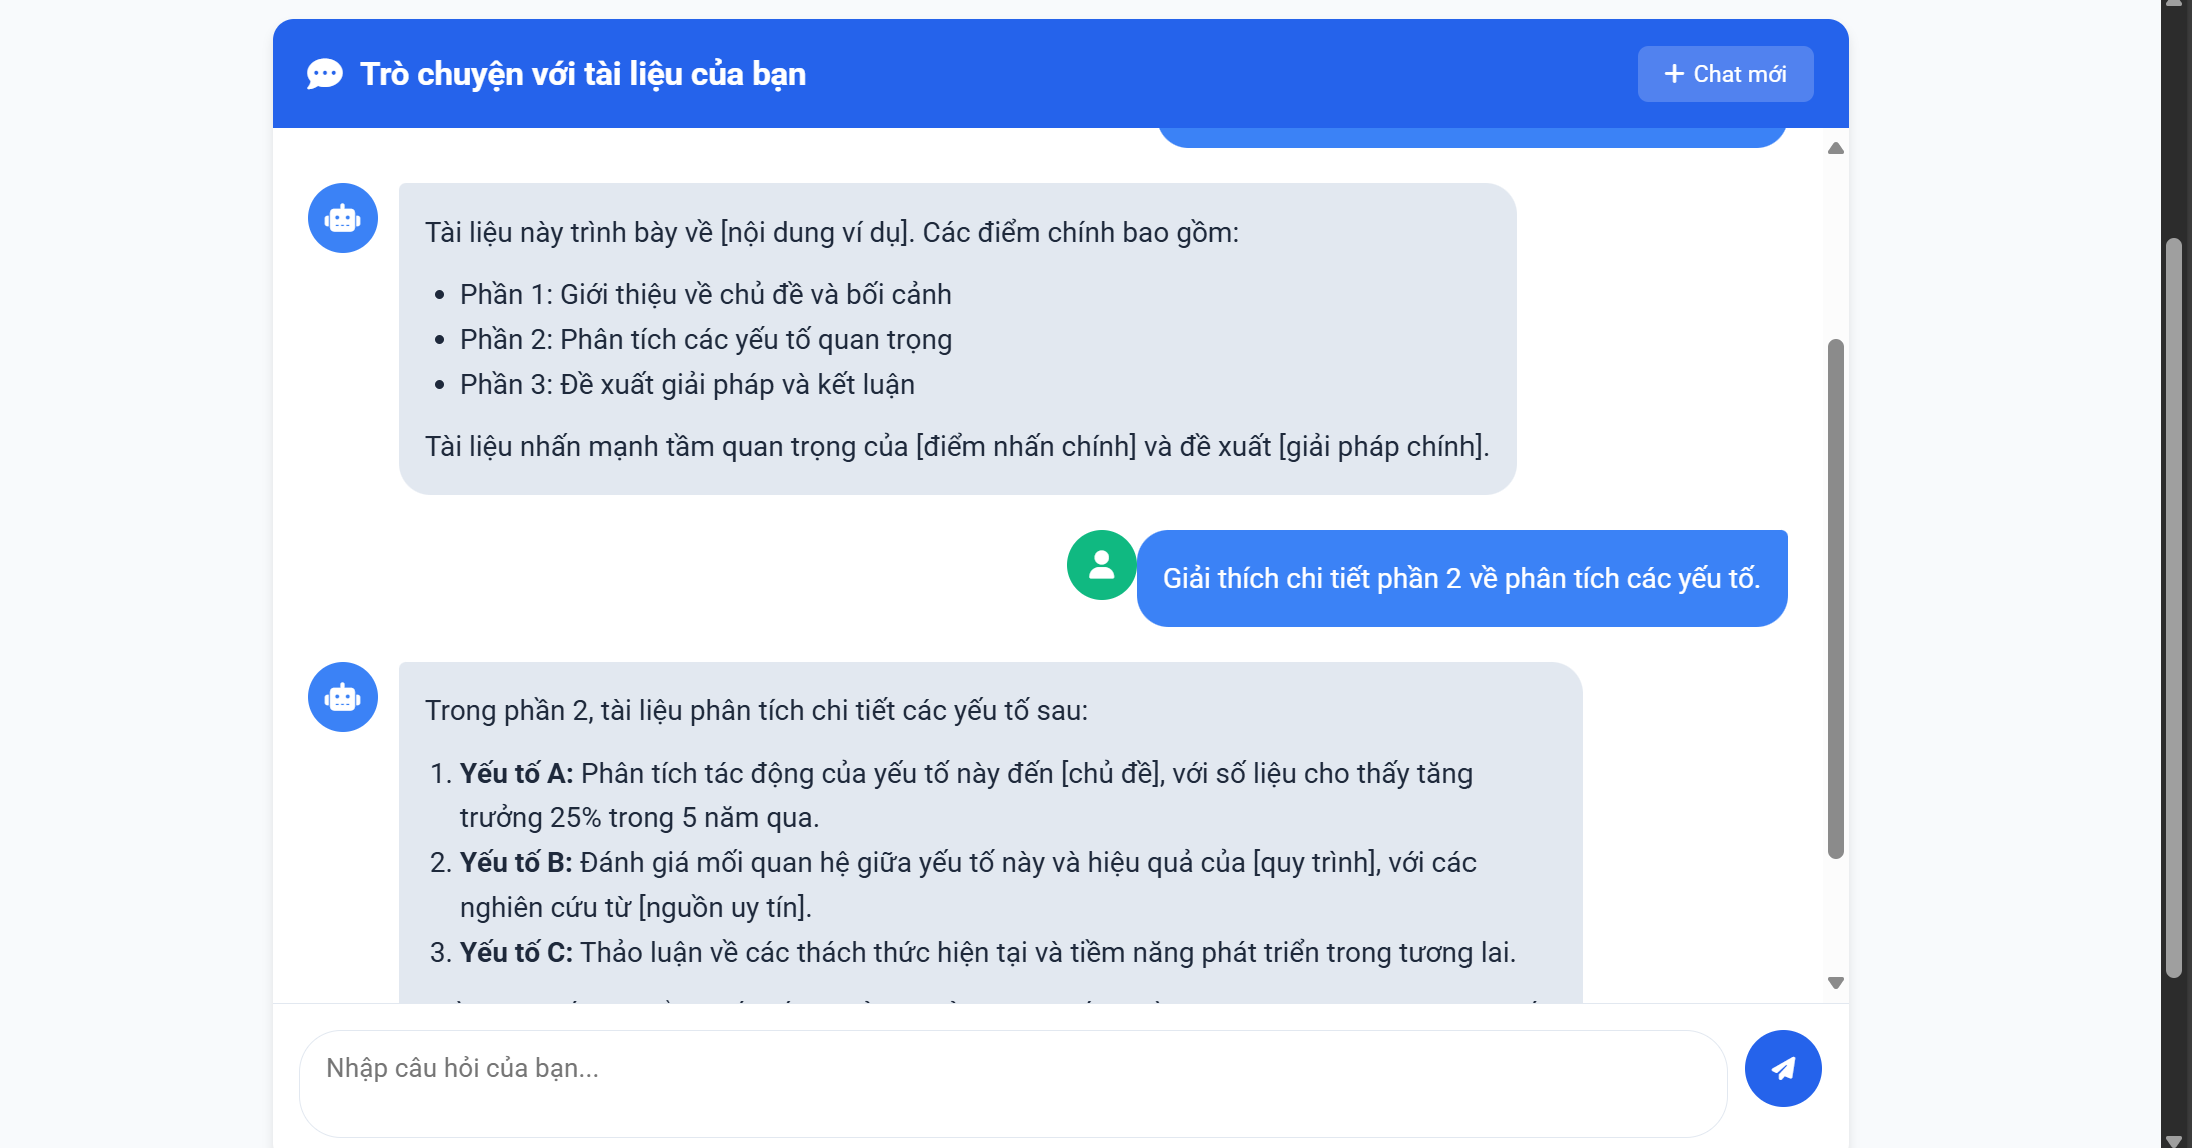 Trò chuyện với tài liệu của bạn
Chat mới
Tài liệu này trình bày về [nội dung ví dụ]. Các điểm chính bao gồm:
• Phần 1: Giới thiệu về chủ đề và bối cảnh
• Phần 2: Phân tích các yếu tố quan trọng
• Phần 3: Đề xuất giải pháp và kết luận
Tài liệu nhấn mạnh tầm quan trọng của [điểm nhấn chính] và đề xuất [giải pháp chính].
Giải thích chi tiết phần 2 về phân tích các yếu tố.
Trong phần 2, tài liệu phân tích chi tiết các yếu tố sau:
1. Yếu tố A: Phân tích tác động của yếu tố này đến [chủ đề], với số liệu cho thấy tăng
trưởng 25% trong 5 năm qua.
2. Yếu tố B: Đánh giá mối quan hệ giữa yếu tố này và hiệu quả của [quy trình], với các
nghiên cứu từ [nguồn uy tín].
3. Yếu tố C: Thảo luận về các thách thức hiện tại và tiềm năng phát triển trong tương lai.
Nhập câu hỏi của bạn...